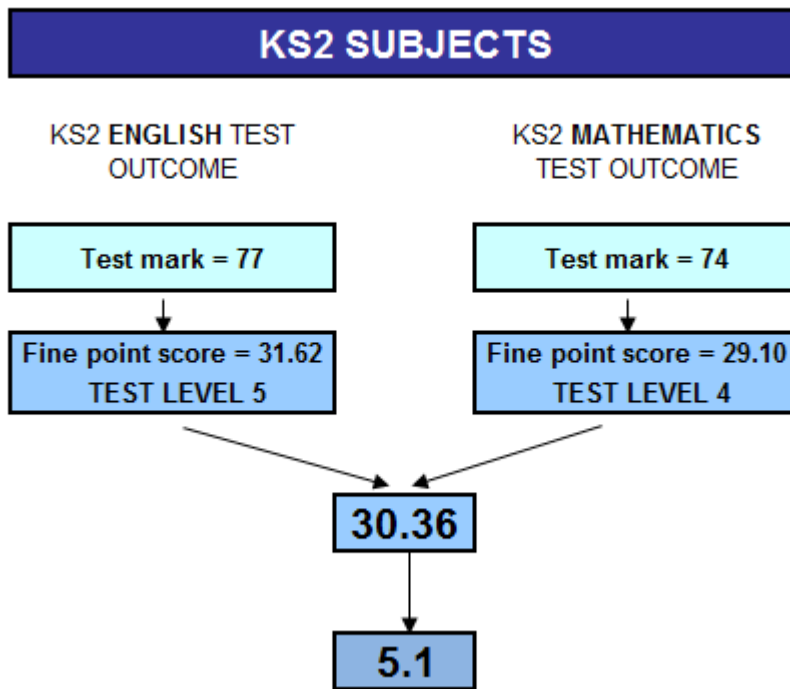 KS2 SUBJECTS
KS2 ENGLISH TEST
OUTCOME
KS2 MATHEMATICS
TEST OUTCOME
Test mark = 77
Test mark = 74
Fine point score = 31.62
TEST LEVEL 5
Fine point score = 29.10
TEST LEVEL 4
30.36
5.1